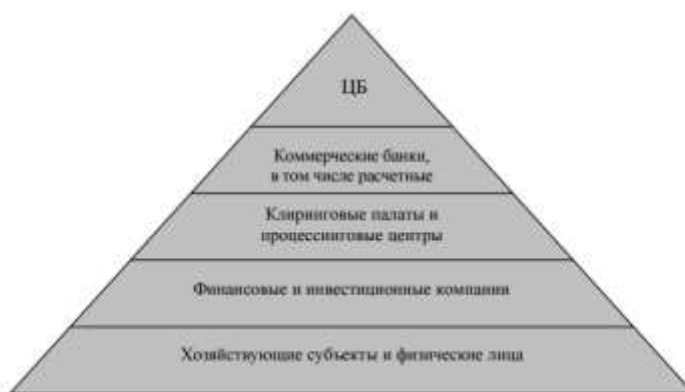 ЦБ
Коммерческие банки,
в том числе расчетные
Клиринговые палаты и
процессинговые центры
Финансовые и инвестиционные компании
Хозяйствующие субъекты и физические лица